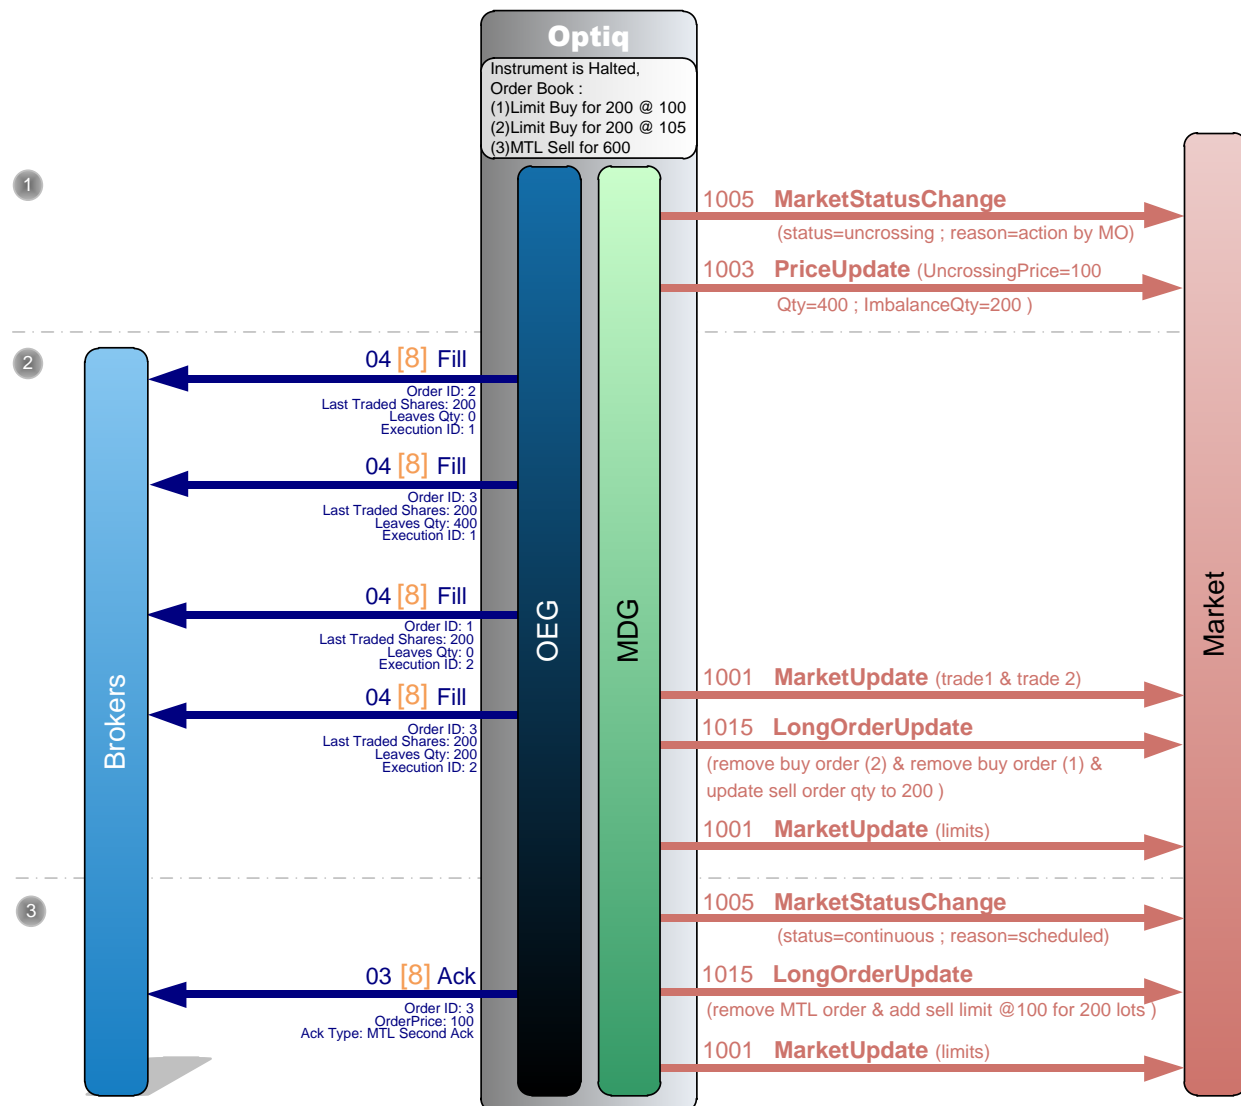 Optiq
Instrument is Halted,
Order Book :
(1)Limit Buy for 200 @ 100
(2)Limit Buy for 200 @ 105
(3)MTL Sell for 600
1
1005 MarketStatusChange
(status=uncrossing ; reason=action by MO)
1003 PriceUpdate (UncrossingPrice=100
Qty=400 ; ImbalanceQty=200 )
2
04 [8] Fill
Order ID: 2
Last Traded Shares: 200
Leaves Qty: 0
Execution ID: 1
04 [8] Fill
Order ID: 3
Last Traded Shares: 200
Leaves Qty: 400
Execution ID: 1
04 [8] Fill
Order ID: 1
Last Traded Shares: 200
Leaves Qty: 0
Execution ID: 2
04 [8] Fill
Order ID: 3
Last Traded Shares: 200
Leaves Qty: 200
Execution ID: 2
Brokers
OEG
MDG
Market
1001 MarketUpdate (trade1 & trade 2)
1015 LongOrderUpdate
(remove buy order (2) & remove buy order (1) &
update sell order qty to 200 )
1001 MarketUpdate (limits)
3
1005 MarketStatusChange
(status=continuous ; reason=scheduled)
03 [8] Ack
Order ID: 3
OrderPrice: 100
Ack Type: MTL Second Ack
1015 LongOrderUpdate
(remove MTL order & add sell limit @100 for 200 lots )
1001 MarketUpdate (limits)